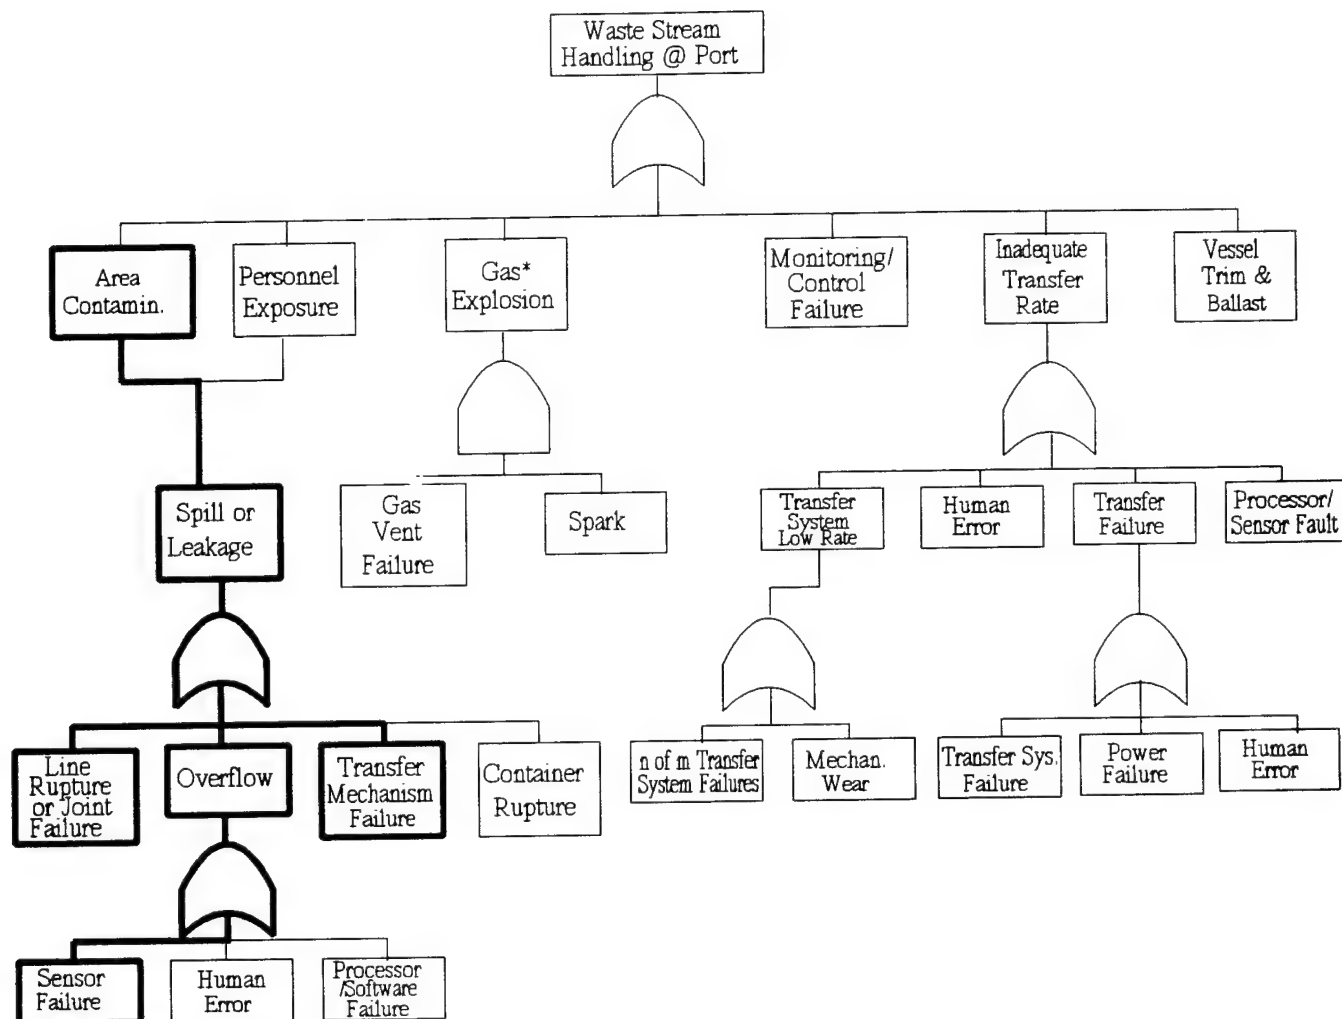 Waste Stream
Handling @ Port
Area
Contamin.
Personnel
Exposure
Gas*
Explosion
Monitoring/
Control
Failure
Inadequate
Transfer
Rate
Vessel
Trim &
Ballast
Spill or
Leakage
Gas
Vent
Failure
Spark
Transfer
System
Low Rate
Human
Error
Transfer
Failure
Processor/
Sensor Fault
Line
Rupture
or Joint
Failure
Overflow
Transfer
Mechanism
Failure
Container
Rupture
n of m Transfer
System Failures
Mechan.
Wear
Transfer Sys.
Failure
Power
Failure
Human
Error
Sensor
Failure
Human
Error
Processor
/Software
Failure